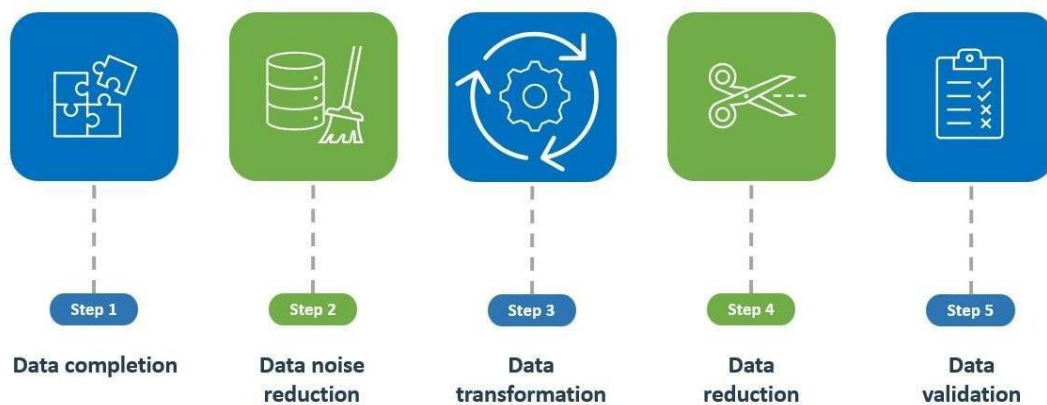 Step 1
Step 2
Step 3
Step 4
Step 5
Data completion
Data noise
reduction
Data
transformation
Data
reduction
Data
validation